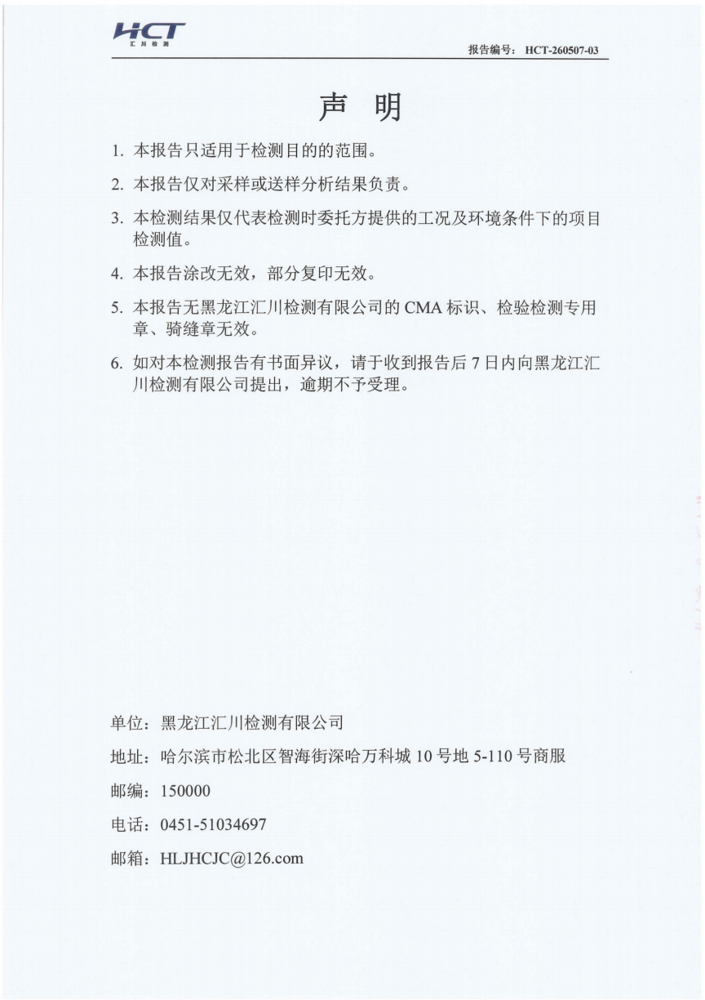 HCT
汇川检测
报告编号： HCT-260507-03
声 明
1. 本报告只适用于检测目的的范围。
2. 本报告仅对采样或送样分析结果负责。
3. 本检测结果仅代表检测时委托方提供的工况及环境条件下的项目
检测值。
4. 本报告涂改无效，部分复印无效。
5. 本报告无黑龙江汇川检测有限公司的 CMA 标识、检验检测专用
章、骑缝章无效。
6. 如对本检测报告有书面异议，请于收到报告后 7 日内向黑龙江汇
川检测有限公司提出，逾期不予受理。
单位：黑龙江汇川检测有限公司
地址：哈尔滨市松北区智海街深哈万科城 10 号地 5-110 号商服
邮编：150000
电话：0451-51034697
邮箱：HLJHCJC@126.com